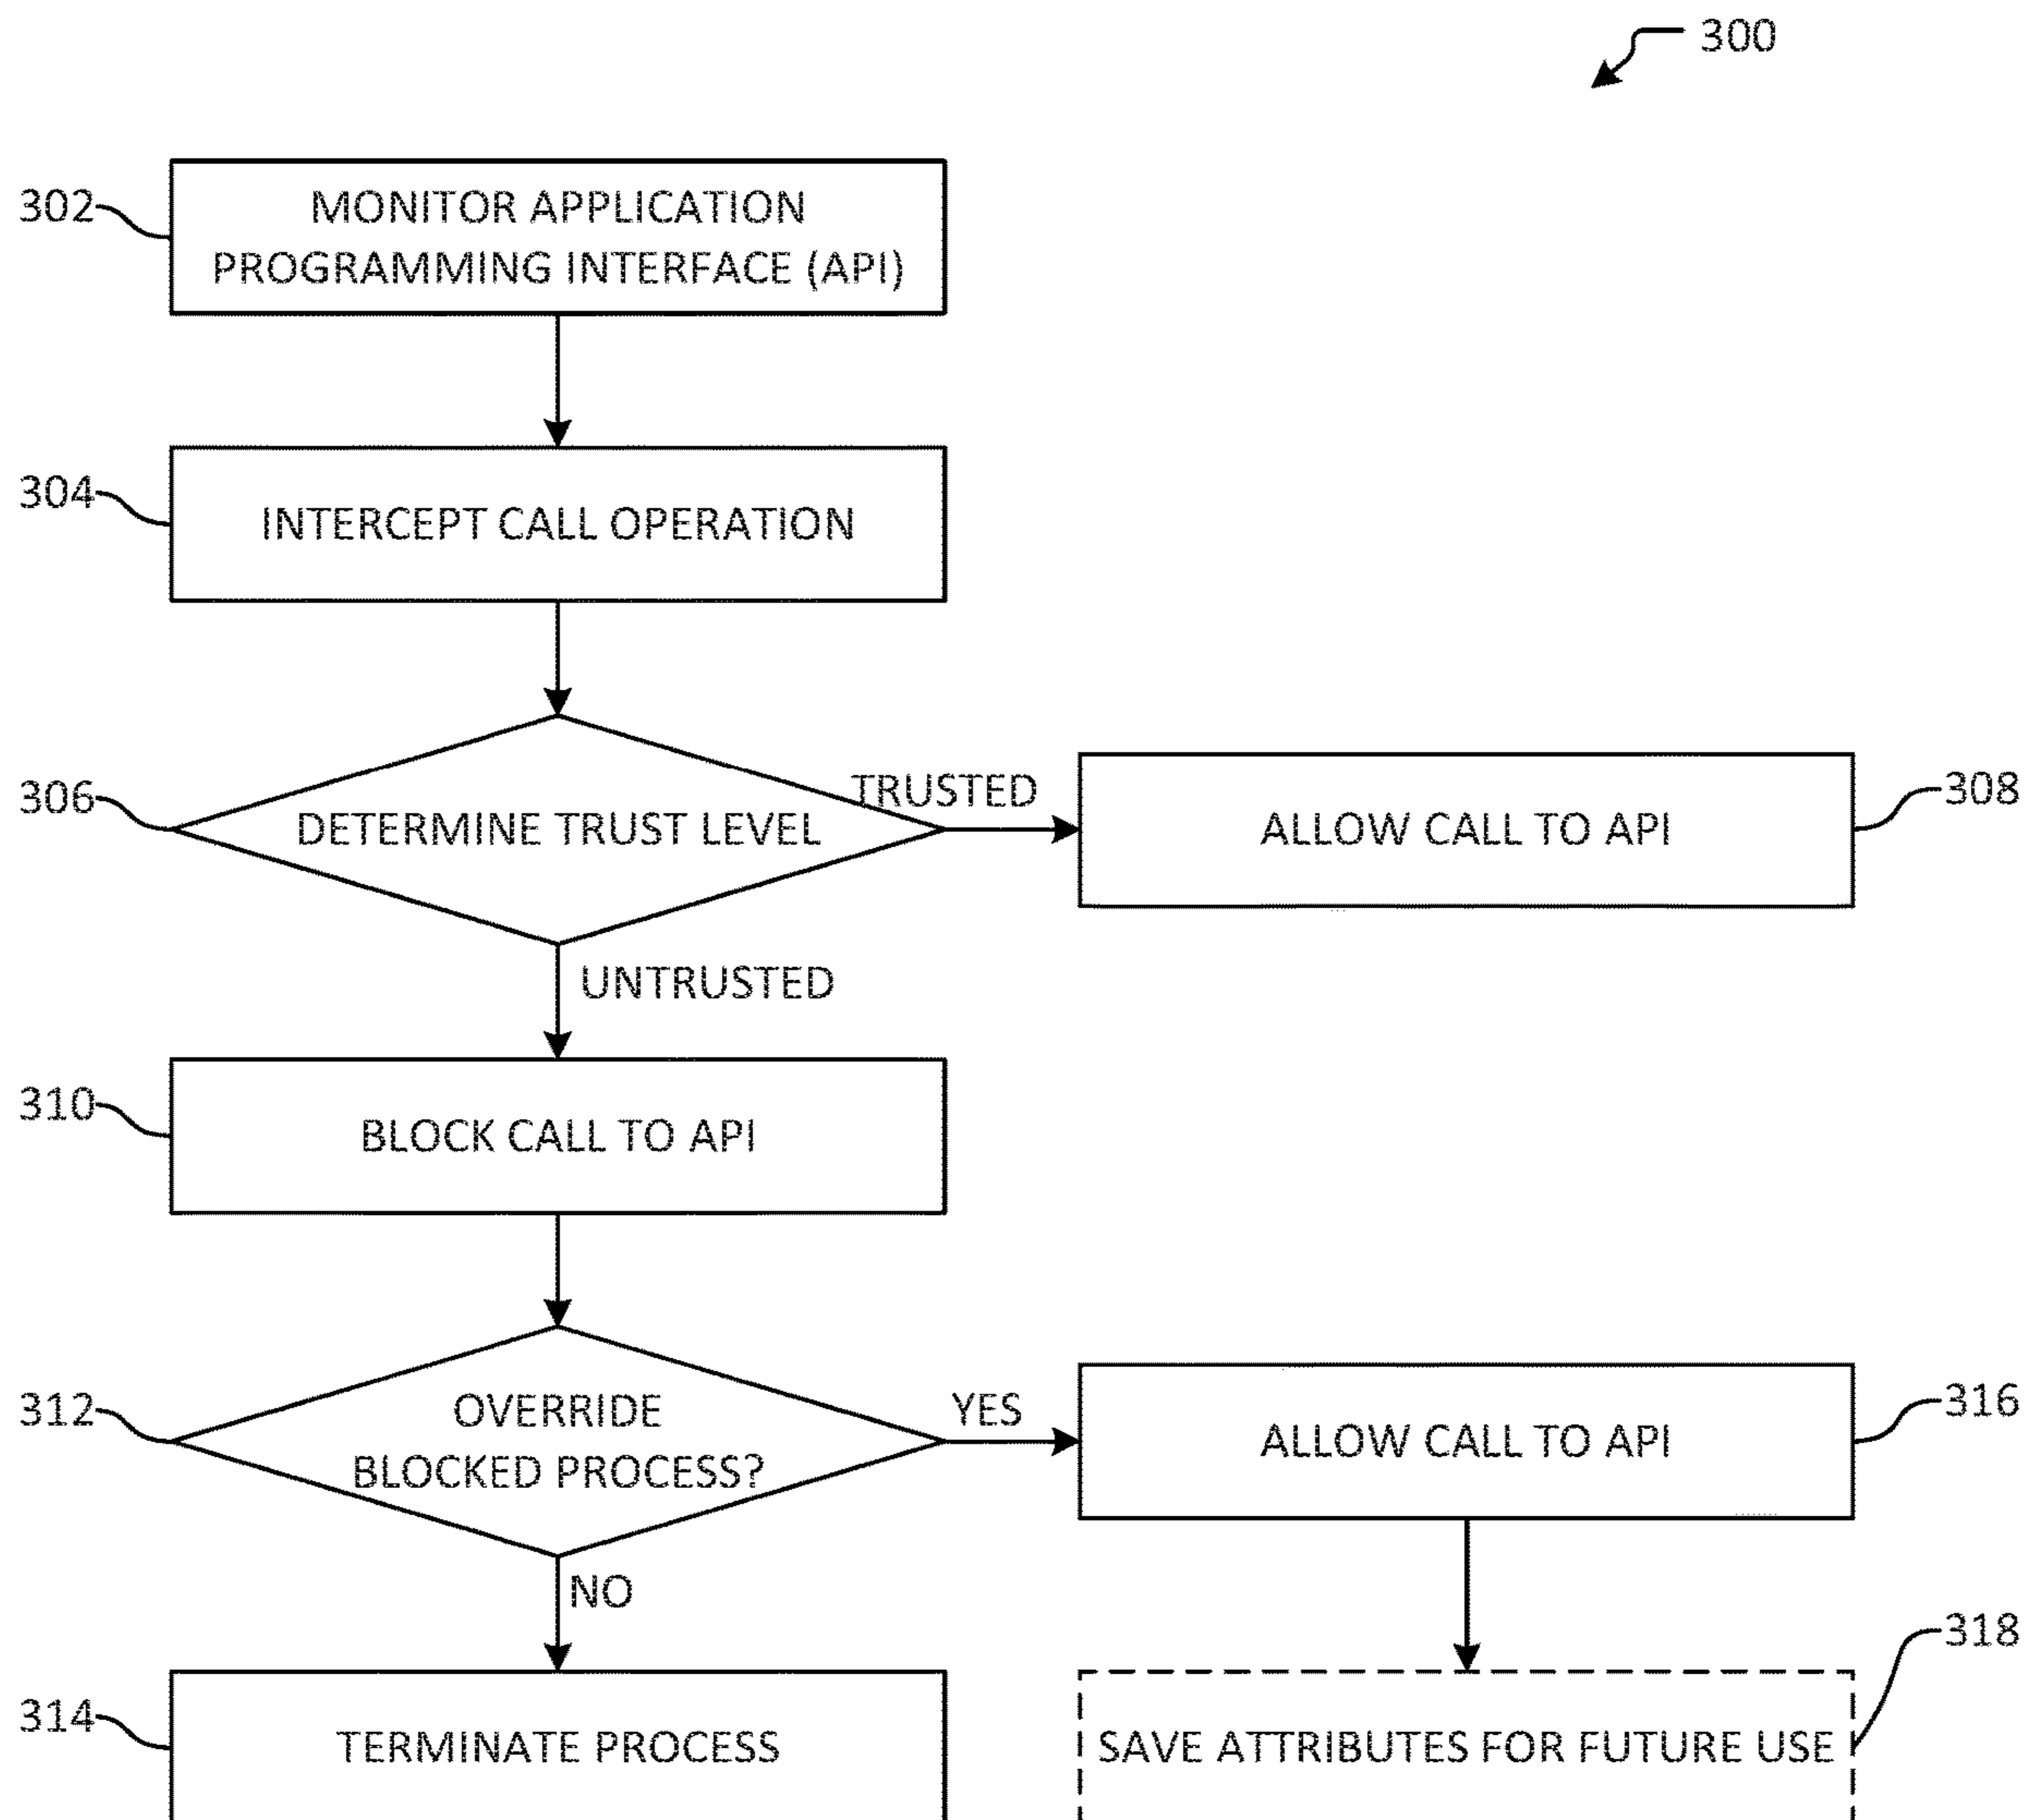 300
302
MONITOR APPLICATION
PROGRAMMING INTERFACE (API)
304
INTERCEPT CALL OPERATION
306
DETERMINE TRUST LEVEL
TRUSTED
ALLOW CALL TO API
308
UNTRUSTED
310
BLOCK CALL TO API
312
OVERRIDE
BLOCKED PROCESS?
YES
ALLOW CALL TO API
316
NO
318
314
TERMINATE PROCESS
SAVE ATTRIBUTES FOR FUTURE USE